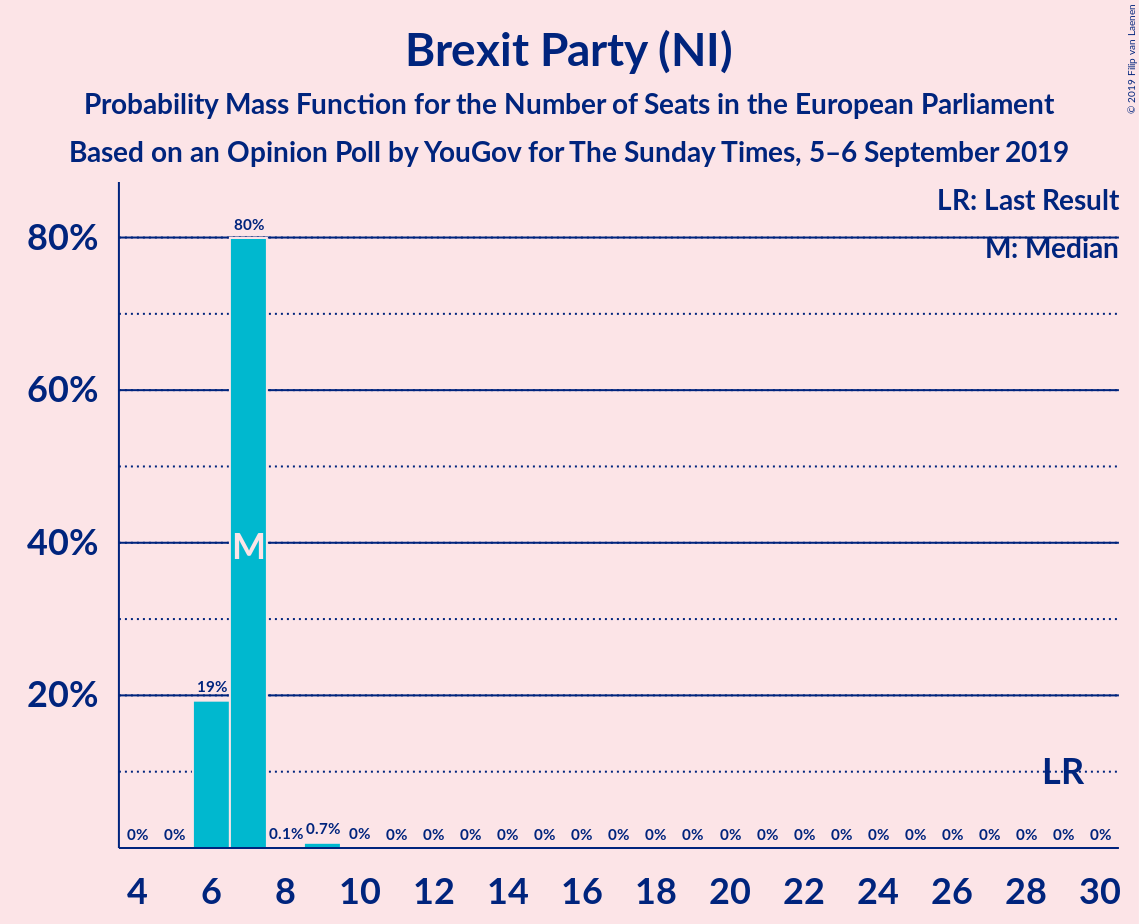 Brexit Party (NI)
Probability Mass Function for the Number of Seats in the European Parliament
Based on an Opinion Poll by YouGov for The Sunday Times, 5–6 September 2019
© 2019 Filip van Laenen
LR: Last Result
M: Median
80%
60%
40%
20%
0% 0% 19% 80% 0.1% 0.7% 0% 0% 0% 0% 0% 0% 0% 0% 0% 0% 0% 0% 0% 0% 0% 0% 0% 0% 0% 0% 0%
M
LR
4 6 8 10 12 14 16 18 20 22 24 26 28 30